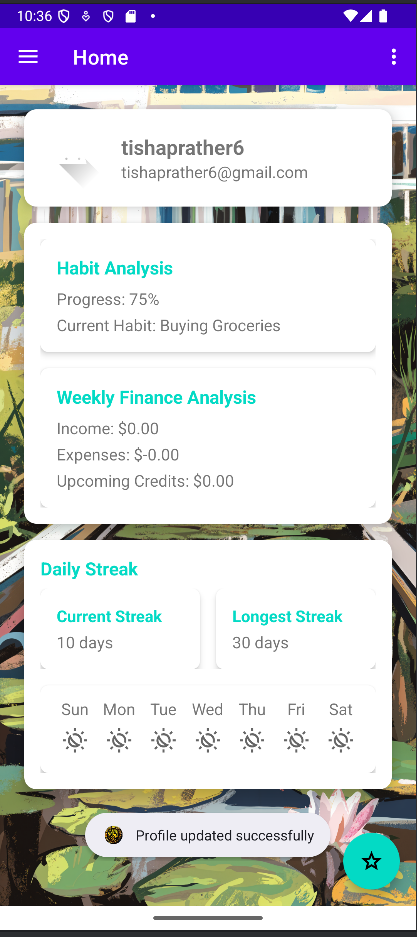 10:36
Home
tishaprather6
tishaprather6@gmail.com
Habit Analysis
Progress: 75%
Current Habit: Buying Groceries
Weekly Finance Analysis
Income: $0.00
Expenses: $-0.00
Upcoming Credits: $0.00
Daily Streak
Current Streak
10 days
Longest Streak
30 days
Sun Mon Tue Wed Thu Fri Sat
Profile updated successfully